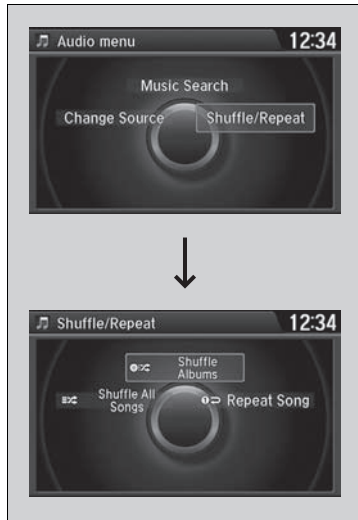 Audio menu 12:34
Music Search
Change Source Shuffle/Repeat
Shuffle/Repeat 12:34
Shuffle
Albums
Shuffle All
Songs
Repeat Song